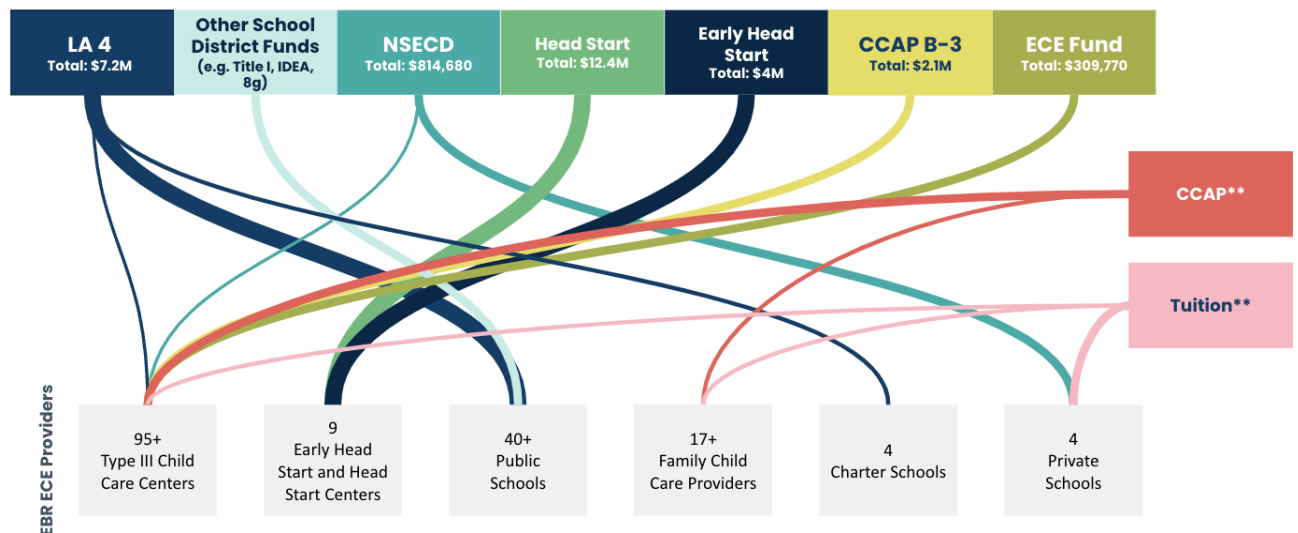 LA 4
Total: $7.2M
Other School
District Funds
(e.g. Title I, IDEA,
8g)
NSECD
Total: $814,680
Head Start
Total: $12.4M
Early Head
Start
Total: $4M
CCAP B-3
Total: $2.1M
ECE Fund
Total: $309,770
CCAP**
Tuition**
EBR ECE Providers
95+
Type III Child
Care Centers
9
Early Head
Start and Head
Start Centers
40+
Public
Schools
17+
Family Child
Care Providers
4
Charter Schools
4
Private
Schools